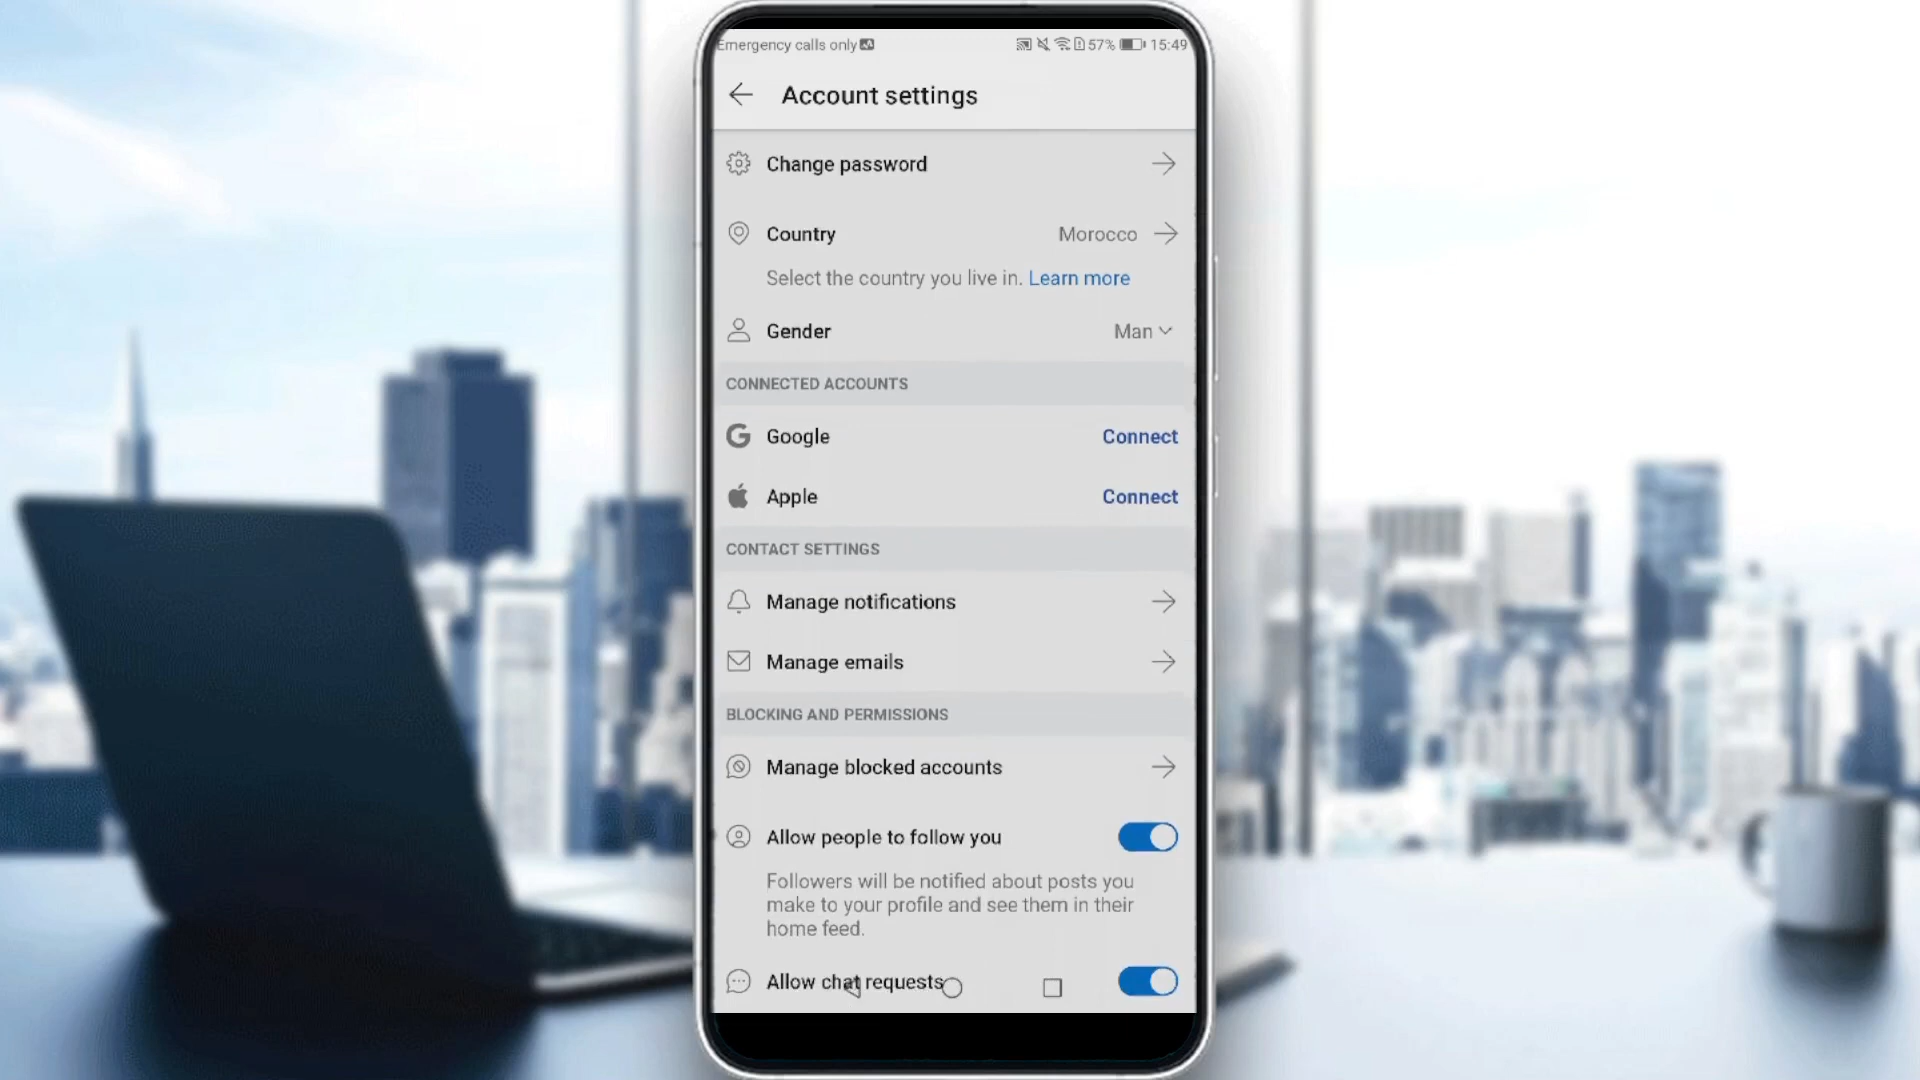 Emergency calls only 57% 15:49
Account settings
Change password
Country Morocco
Select the country you live in. Learn more
Gender Man
CONNECTED ACCOUNTS
Google Connect
Apple Connect
CONTACT SETTINGS
Manage notifications
Manage emails
BLOCKING AND PERMISSIONS
Manage blocked accounts
Allow people to follow you
Followers will be notified about posts you
make to your profile and see them in their
home feed.
Allow chat requests